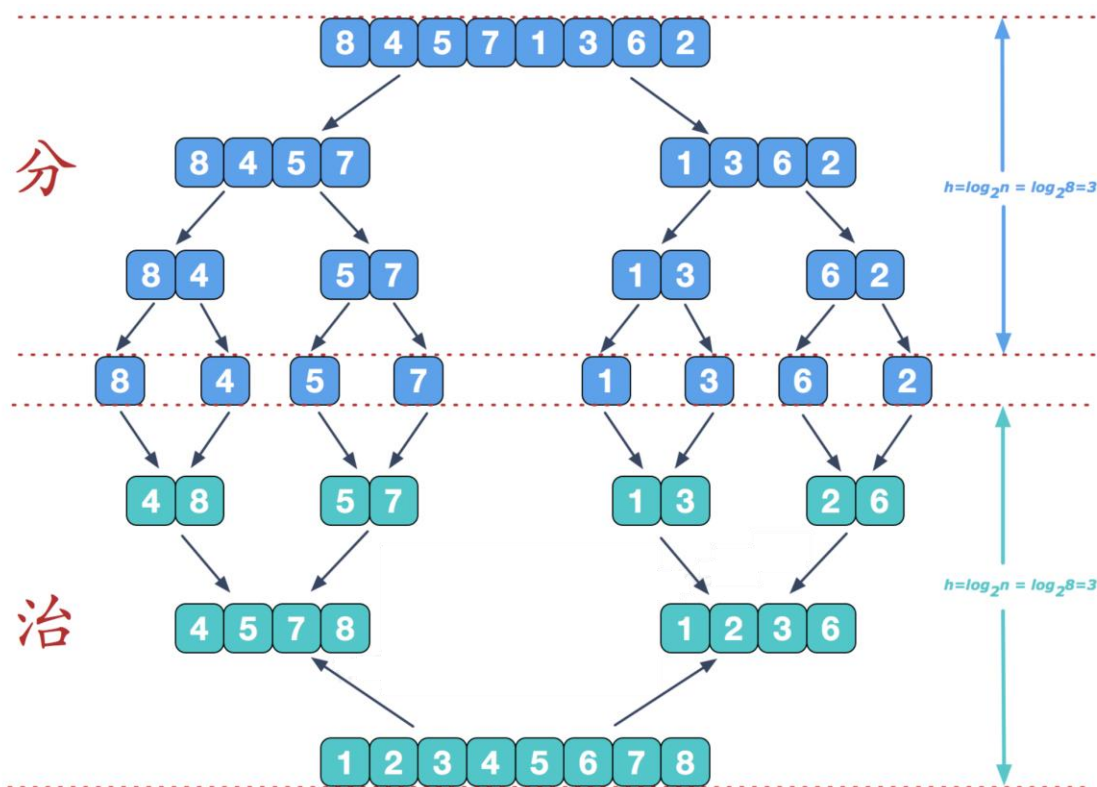 8 4 5 7 1 3 6 2
分
8 4 5 7
1 3 6 2
h=log₂n = log₂8=3
8 4
5 7
1 3
6 2
8
4
5
7
1
3
6
2
4 8
5 7
1 3
2 6
h=log₂n = log₂8=3
治
4 5 7 8
1 2 3 6
1 2 3 4 5 6 7 8